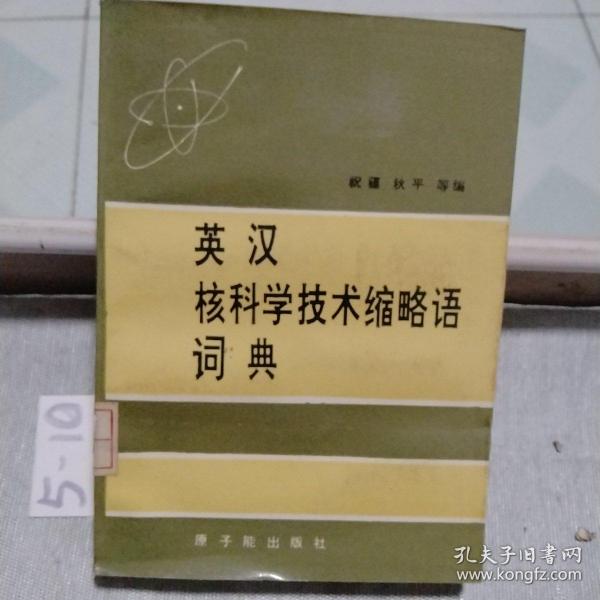 祝疆 秋平 等编
英汉
核科学技术缩略语
词典
5-10
原子能出版社
孔夫子旧书网
www.kongfz.com